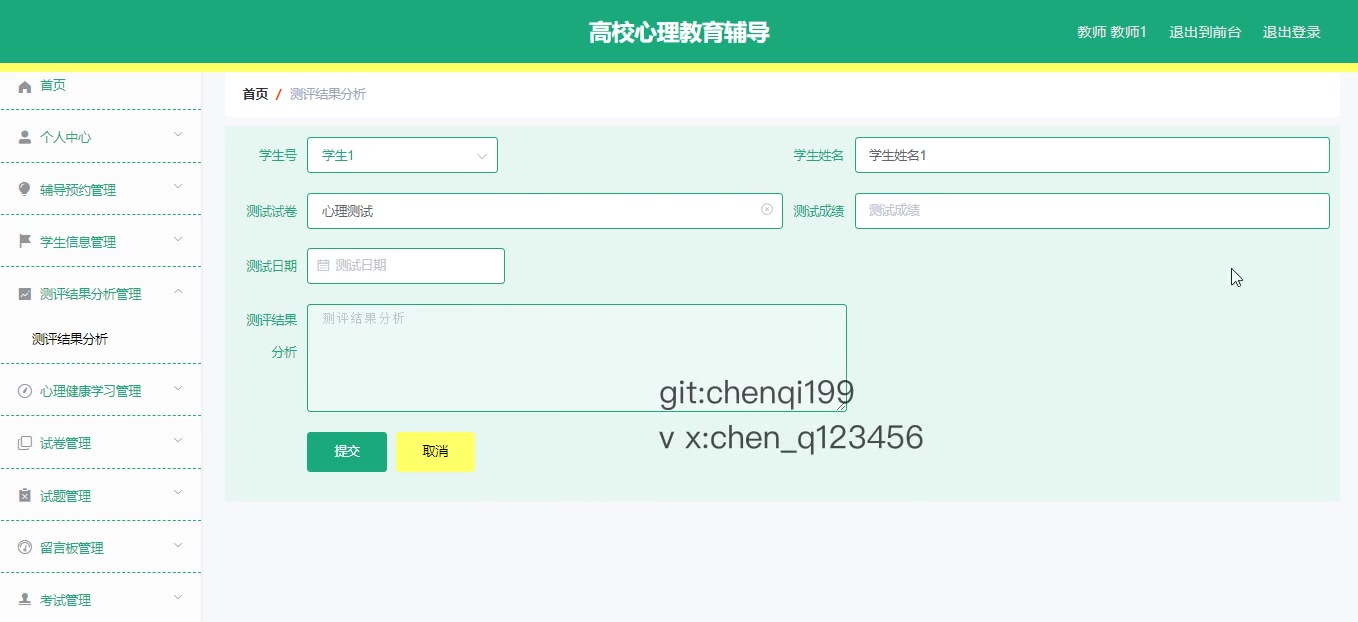 高校心理教育辅导
教师 教师1 退出到前台 退出登录
首页
个人中心
辅导预约管理
学生信息管理
测评结果分析管理
测评结果分析
心理健康学习管理
试卷管理
试题管理
留言板管理
考试管理
首页 / 测评结果分析
学生号 学生1 学生姓名 学生姓名1
测试试卷 心理测试 测试成绩 测试成绩
测试日期 测试日期
测评结果 测评结果分析
分析
提交 取消
git:chenqi199
v x:chen_q123456